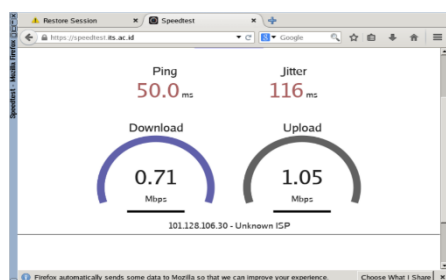 Restore Session
Speedtest
https://speedtest.its.ac.id
Google
Speedtest - Mozilla Firefox
Ping
Jitter
50.0 ms
116 ms
Download
Upload
0.71
1.05
Mbps
Mbps
101.128.106.30 - Unknown ISP
Firefox automatically sends some data to Mozilla so that we can improve your experience.
Choose What I Share